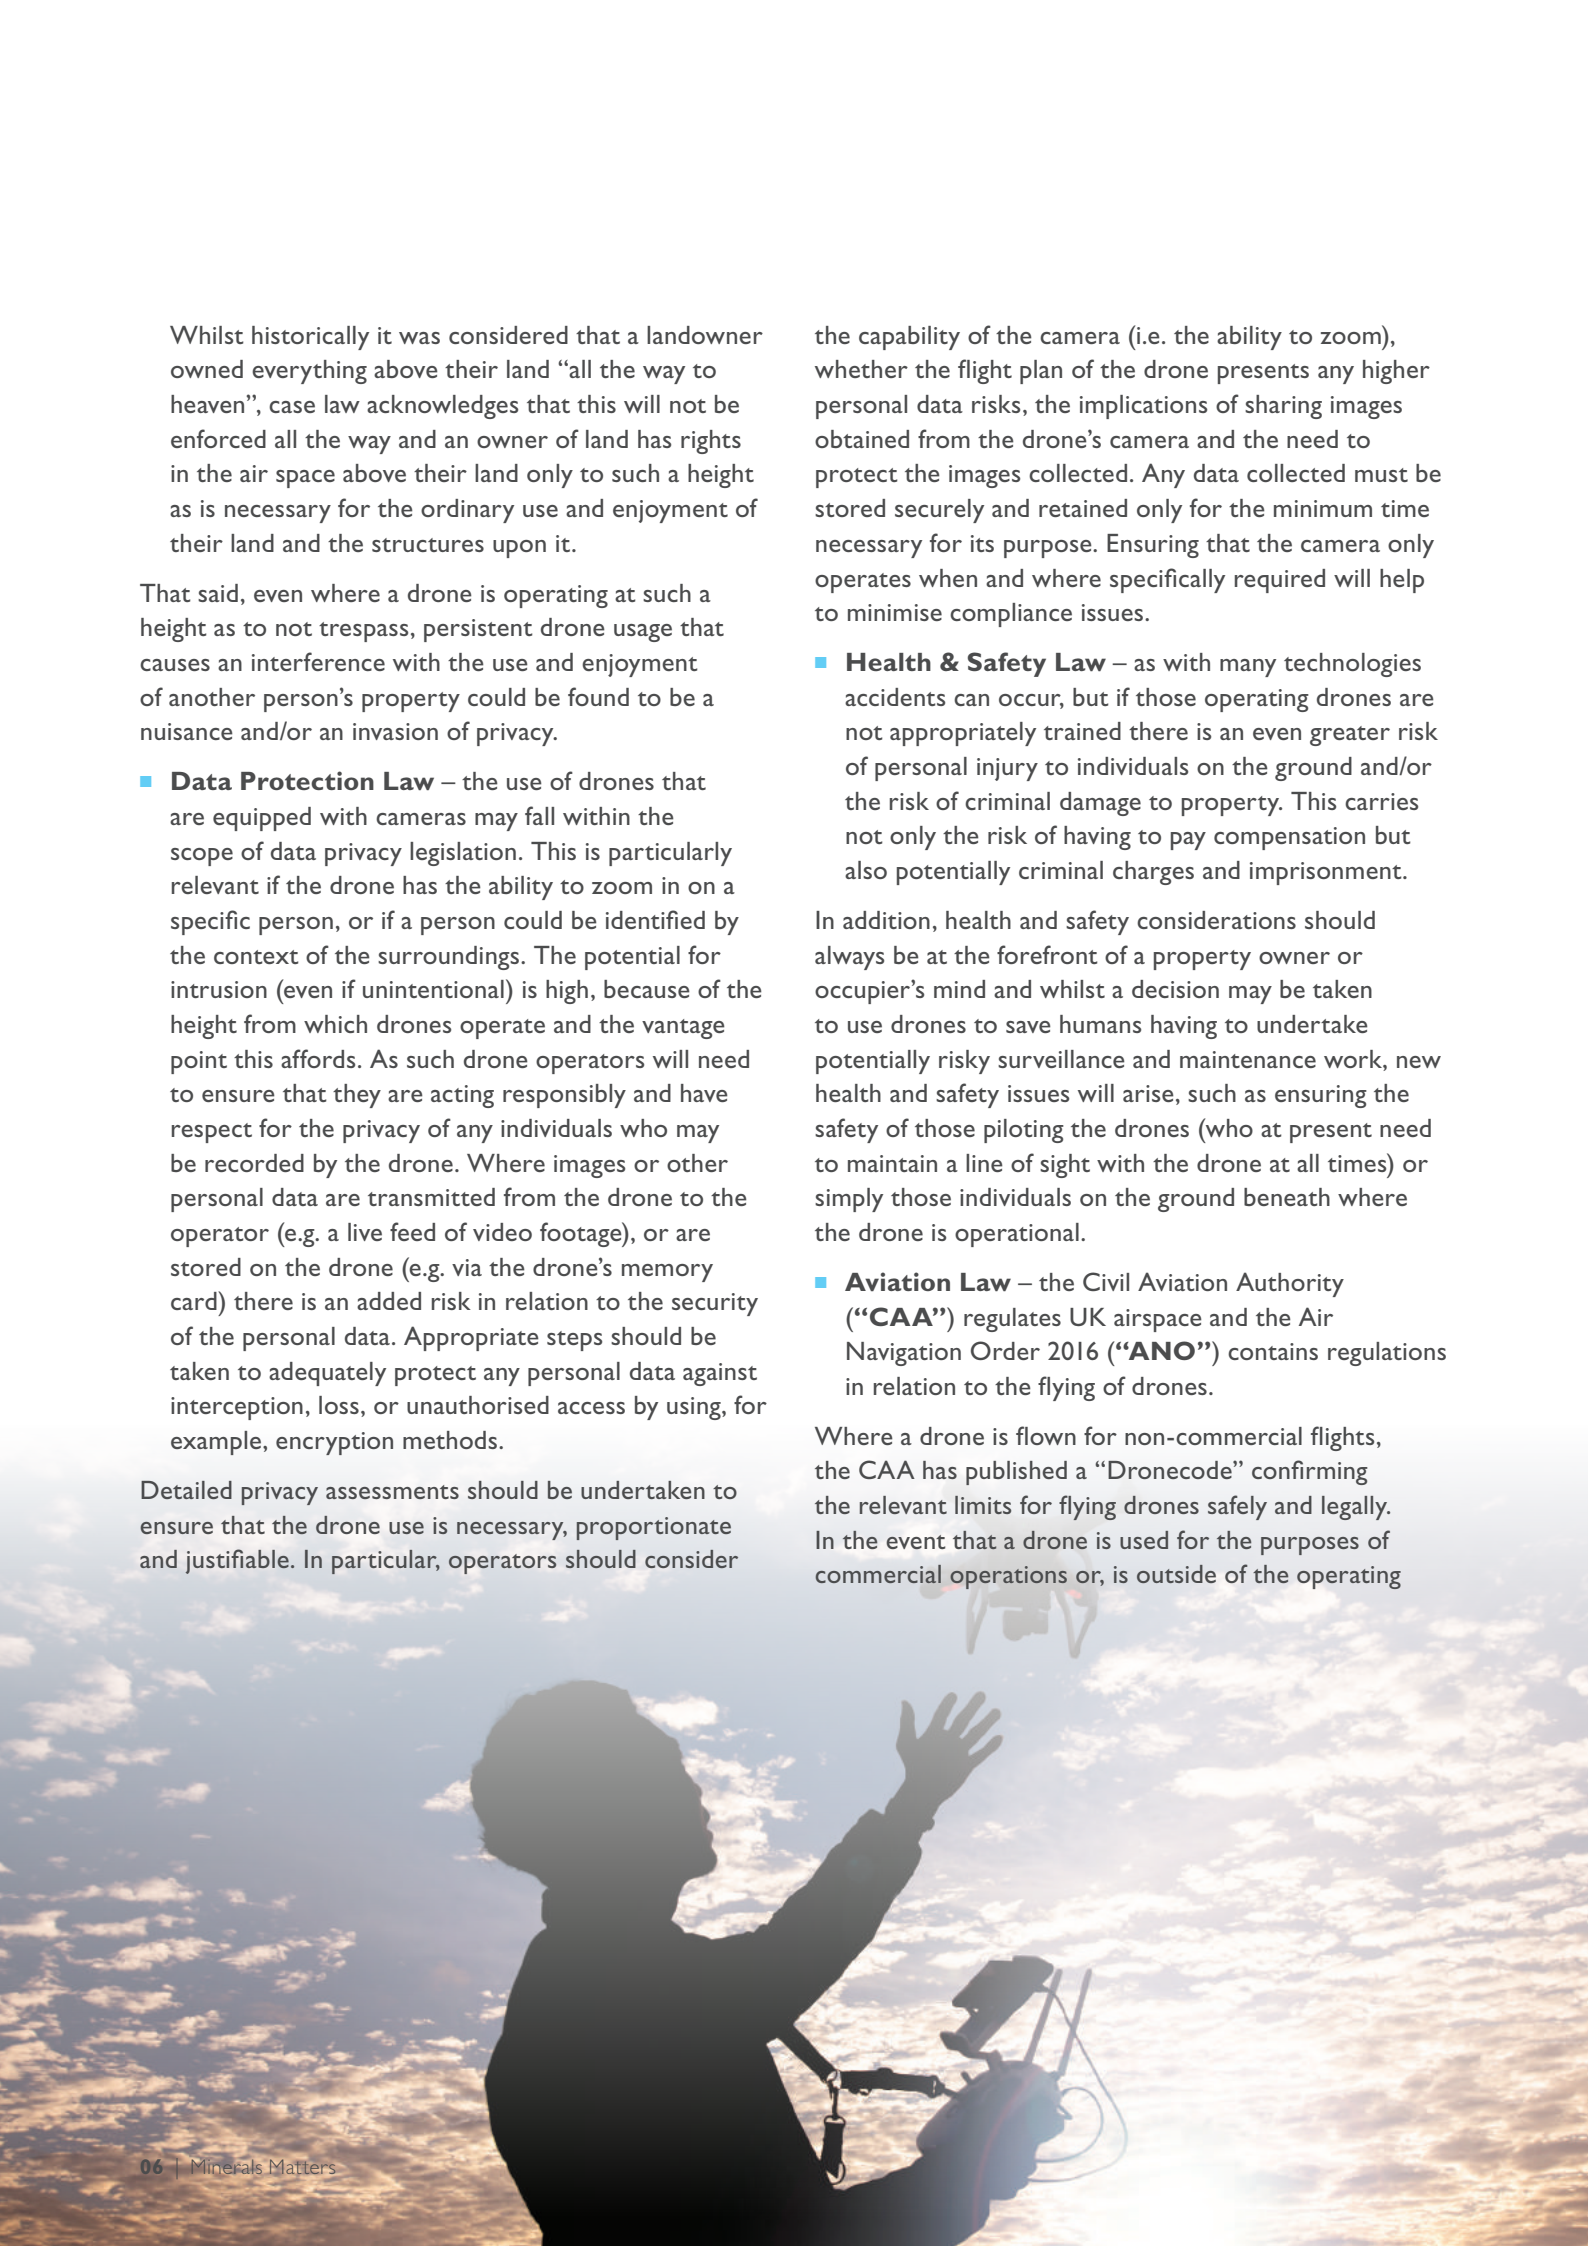 Whilst historically it was considered that a landowner
owned everything above their land “all the way to
heaven”, case law acknowledges that this will not be
enforced all the way and an owner of land has rights
in the air space above their land only to such a height
as is necessary for the ordinary use and enjoyment of
their land and the structures upon it.
That said, even where a drone is operating at such a
height as to not trespass, persistent drone usage that
causes an interference with the use and enjoyment
of another person’s property could be found to be a
nuisance and/or an invasion of privacy.
■ Data Protection Law – the use of drones that
are equipped with cameras may fall within the
scope of data privacy legislation. This is particularly
relevant if the drone has the ability to zoom in on a
specific person, or if a person could be identified by
the context of the surroundings. The potential for
intrusion (even if unintentional) is high, because of the
height from which drones operate and the vantage
point this affords. As such drone operators will need
to ensure that they are acting responsibly and have
respect for the privacy of any individuals who may
be recorded by the drone. Where images or other
personal data are transmitted from the drone to the
operator (e.g. a live feed of video footage), or are
stored on the drone (e.g. via the drone’s memory
card) there is an added risk in relation to the security
of the personal data. Appropriate steps should be
taken to adequately protect any personal data against
interception, loss, or unauthorised access by using, for
example, encryption methods.
Detailed privacy assessments should be undertaken to
ensure that the drone use is necessary, proportionate
and justifiable. In particular, operators should consider
the capability of the camera (i.e. the ability to zoom),
whether the flight plan of the drone presents any higher
personal data risks, the implications of sharing images
obtained from the drone’s camera and the need to
protect the images collected. Any data collected must be
stored securely and retained only for the minimum time
necessary for its purpose. Ensuring that the camera only
operates when and where specifically required will help
to minimise compliance issues.
■ Health & Safety Law – as with many technologies
accidents can occur, but if those operating drones are
not appropriately trained there is an even greater risk
of personal injury to individuals on the ground and/or
the risk of criminal damage to property. This carries
not only the risk of having to pay compensation but
also potentially criminal charges and imprisonment.
In addition, health and safety considerations should
always be at the forefront of a property owner or
occupier’s mind and whilst a decision may be taken
to use drones to save humans having to undertake
potentially risky surveillance and maintenance work, new
health and safety issues will arise, such as ensuring the
safety of those piloting the drones (who at present need
to maintain a line of sight with the drone at all times) or
simply those individuals on the ground beneath where
the drone is operational.
■ Aviation Law – the Civil Aviation Authority
(“CAA”) regulates UK airspace and the Air
Navigation Order 2016 (“ANO”) contains regulations
in relation to the flying of drones.
Where a drone is flown for non-commercial flights,
the CAA has published a “Dronecode” confirming
the relevant limits for flying drones safely and legally.
In the event that a drone is used for the purposes of
commercial operations or, is outside of the operating
06 | Minerals Matters